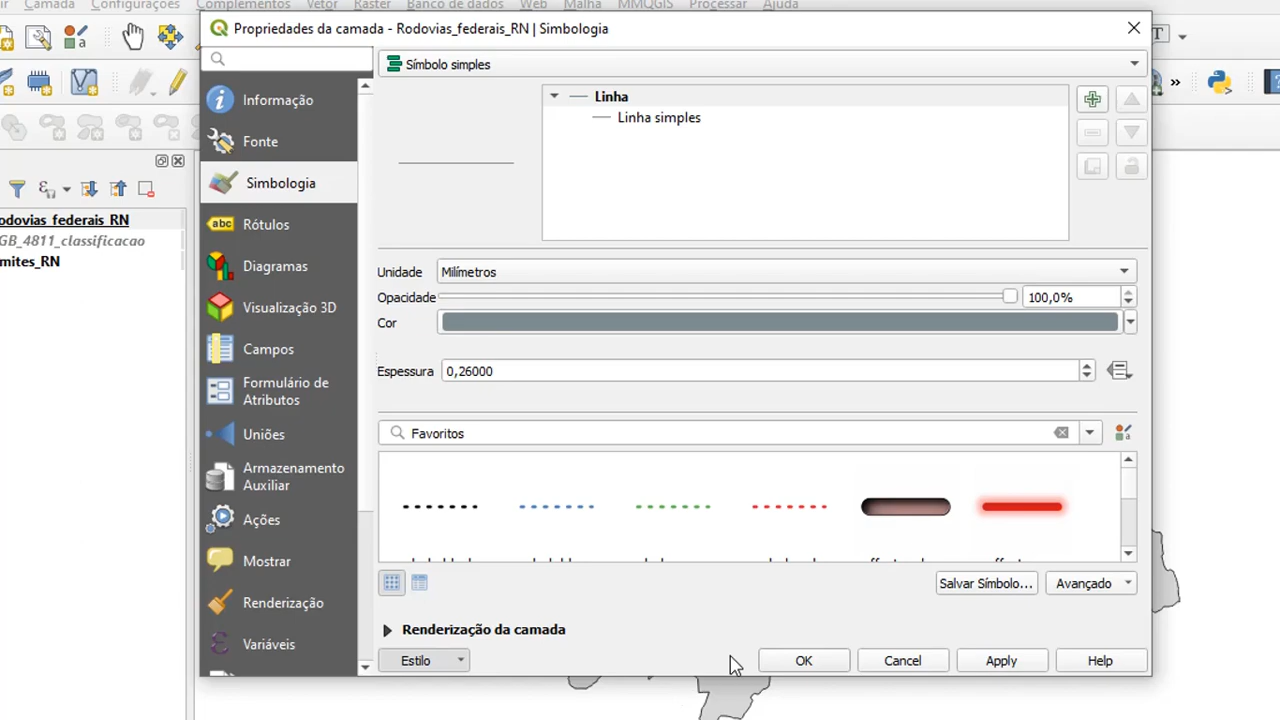 Camada Configurações Complementos Vetor Raster Banco de dados Web Malha MMQGIS Processar Ajuda
Propriedades da camada - Rodovias_federais_RN | Simbologia
odovias_federais_RN
GB_4811_classificacao
mites_RN
Informação
Fonte
Simbologia
abc Rótulos
Diagramas
Visualização 3D
Campos
Formulário de
Atributos
Uniões
Armazenamento
Auxiliar
Ações
Mostrar
Renderização
Variáveis
Símbolo simples
Linha
Linha simples
Unidade Milímetros
Opacidade 100,0%
Cor
Espessura 0,26000
Favoritos
Salvar Símbolo... Avançado
Renderização da camada
Estilo OK Cancel Apply Help